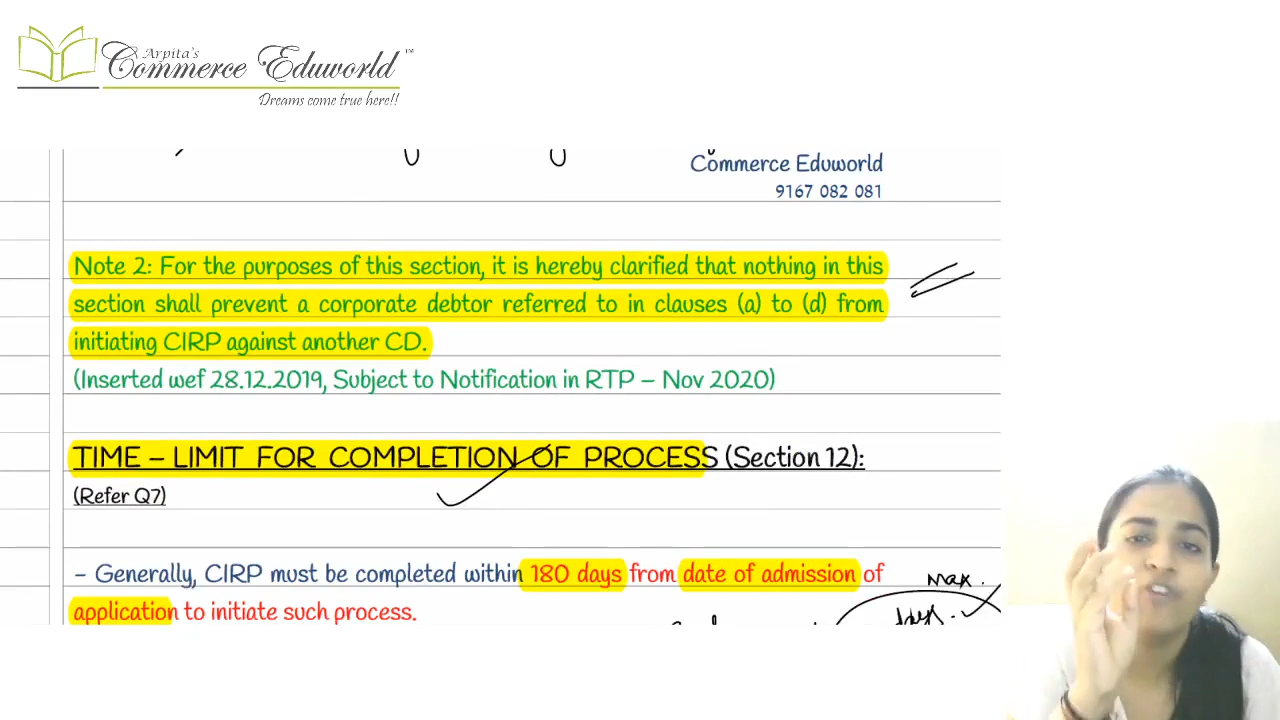 Arpita's
Commerce Eduworld™
Dreams come true here!!
Commerce Eduworld
9167 082 081
Note 2: For the purposes of this section, it is hereby clarified that nothing in this
section shall prevent a corporate debtor referred to in clauses (a) to (d) from
initiating CIRP against another CD.
(Inserted wef 28.12.2019, Subject to Notification in RTP – Nov 2020)
TIME – LIMIT FOR COMPLETION OF PROCESS (Section 12):
(Refer Q7)
– Generally, CIRP must be completed within 180 days from date of admission of
max.
application to initiate such process.
days.